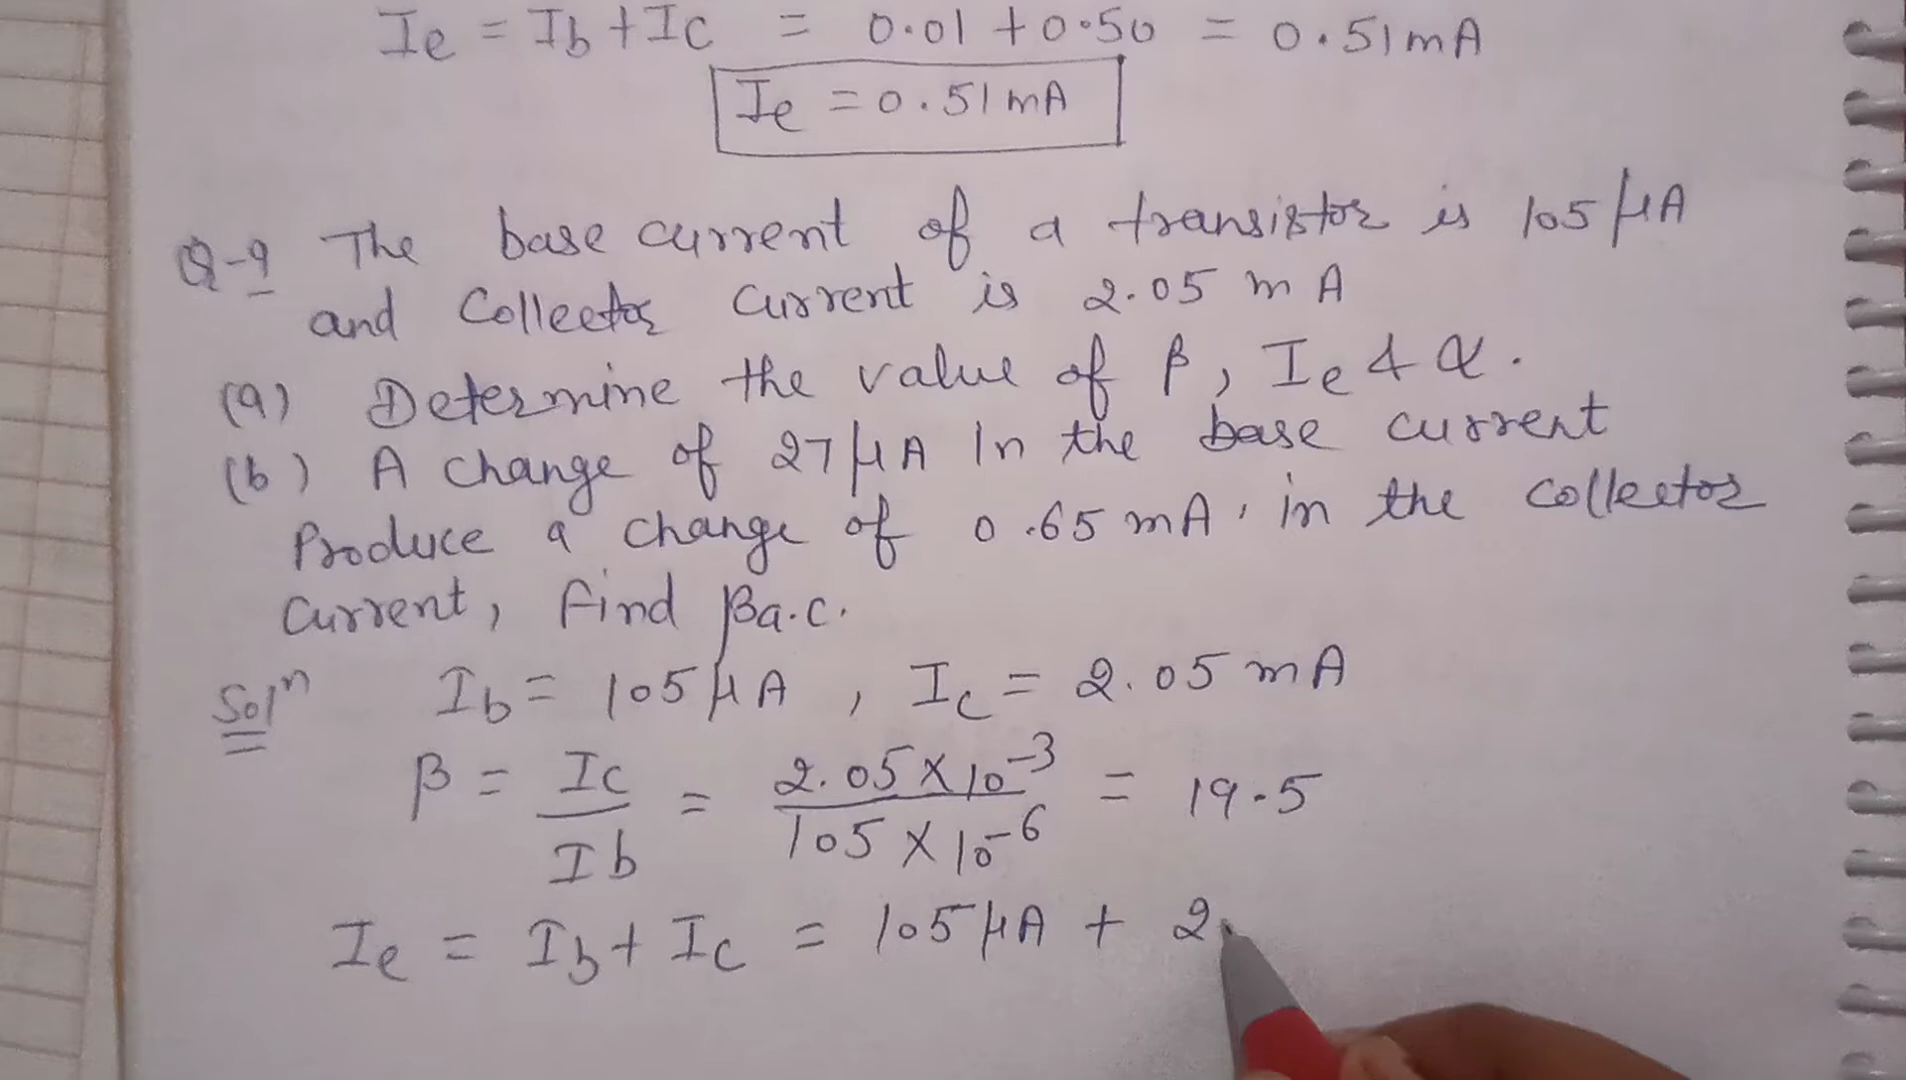 Ie = Ib + Ic = 0.01 + 0.50 = 0.51 mA
Ie = 0.51 mA
Q-9 The base current of a transistor is 105 μA
and Collector current is 2.05 mA
(a) Determine the value of β, Ie & α.
(b) A change of 27 μA in the base current
Produce a change of 0.65 mA, in the collector
Current, find βa.c.
Solⁿ Ib = 105 μA , Ic = 2.05 mA
β = Ic/Ib = 2.05 × 10⁻³/105 × 10⁻⁶ = 19.5
Ie = Ib + Ic = 105 μA + 2.